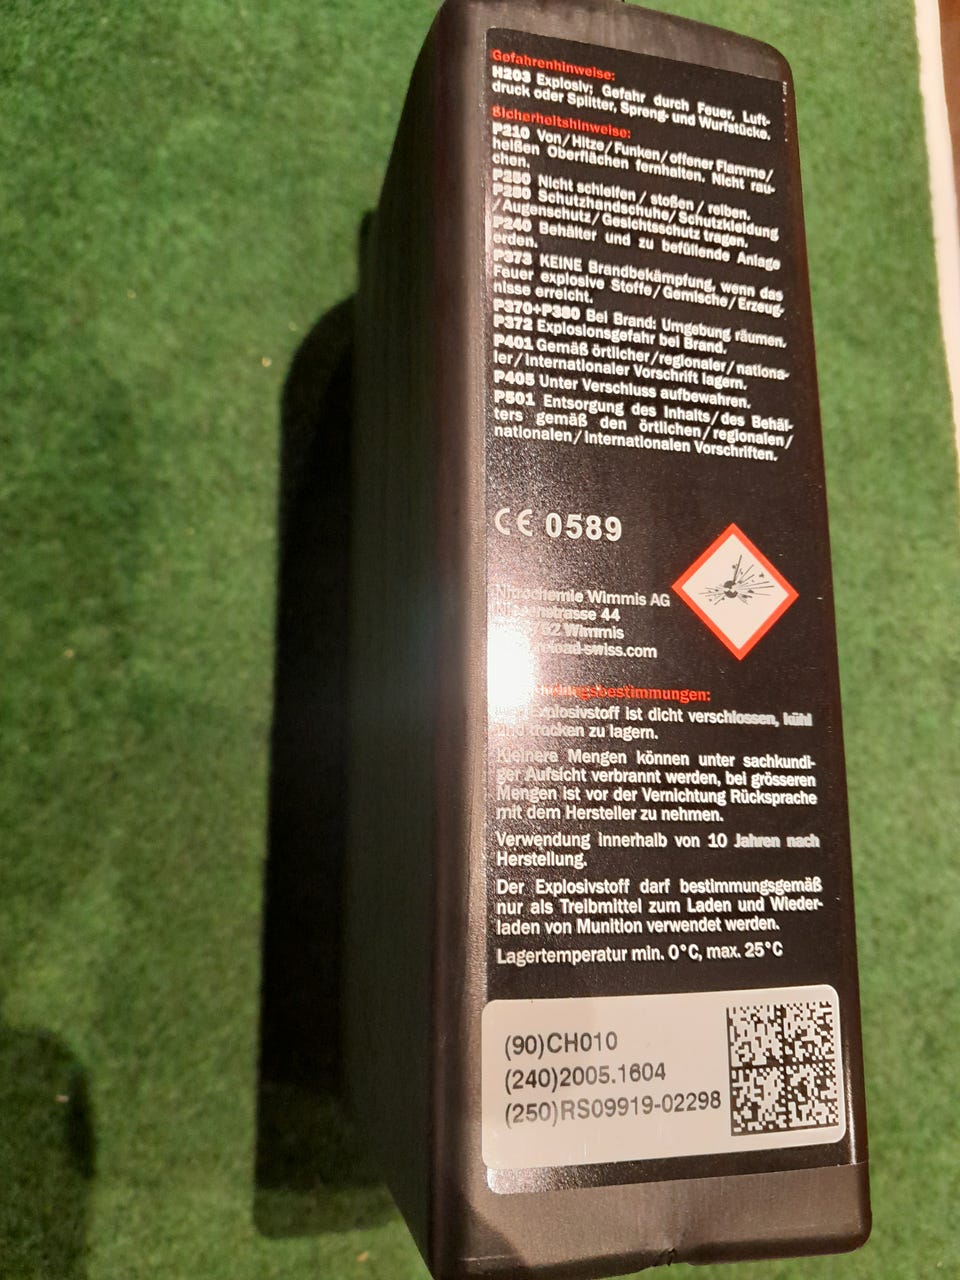 Gefahrenhinweise:
H203 Explosiv; Gefahr durch Feuer, Luft-
druck oder Splitter, Spreng- und Wurfstücke.
Sicherheitshinweise:
P210 Von/Hitze/Funken/offener Flamme/
heißen Oberflächen fernhalten. Nicht rau-
chen.
P250 Nicht schleifen/stoßen/reiben.
P280 Schutzhandschuhe/Schutzkleidung
/Augenschutz/Gesichtsschutz tragen.
P240 Behälter und zu befüllende Anlage
erden.
P373 KEINE Brandbekämpfung, wenn das
Feuer explosive Stoffe/Gemische/Erzeug-
nisse erreicht.
P370+P380 Bei Brand: Umgebung räumen.
P372 Explosionsgefahr bei Brand.
P401 Gemäß örtlicher/regionaler/nationa-
ler/internationaler Vorschrift lagern.
P405 Unter Verschluss aufbewahren.
P501 Entsorgung des Inhalts/des Behäl-
ters gemäß den örtlichen/regionalen/
nationalen/internationalen Vorschriften.
CE 0589
Nitrochemie Wimmis AG
44
Wimmis
reload-swiss.com
Explosivstoff ist dicht verschlossen, kühl
und trocken zu lagern.
Kleinere Mengen können unter sachkundi-
ger Aufsicht verbrannt werden, bei grösseren
Mengen ist vor der Vernichtung Rücksprache
mit dem Hersteller zu nehmen.
Verwendung innerhalb von 10 Jahren nach
Herstellung.
Der Explosivstoff darf bestimmungsgemäß
nur als Treibmittel zum Laden und Wieder-
laden von Munition verwendet werden.
Lagertemperatur min. 0°C, max. 25°C
(90)CH010
(240)2005.1604
(250)RS09919-02298